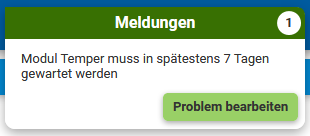 Meldungen
1
Modul Temper muss in spätestens 7 Tagen
gewartet werden
Problem bearbeiten